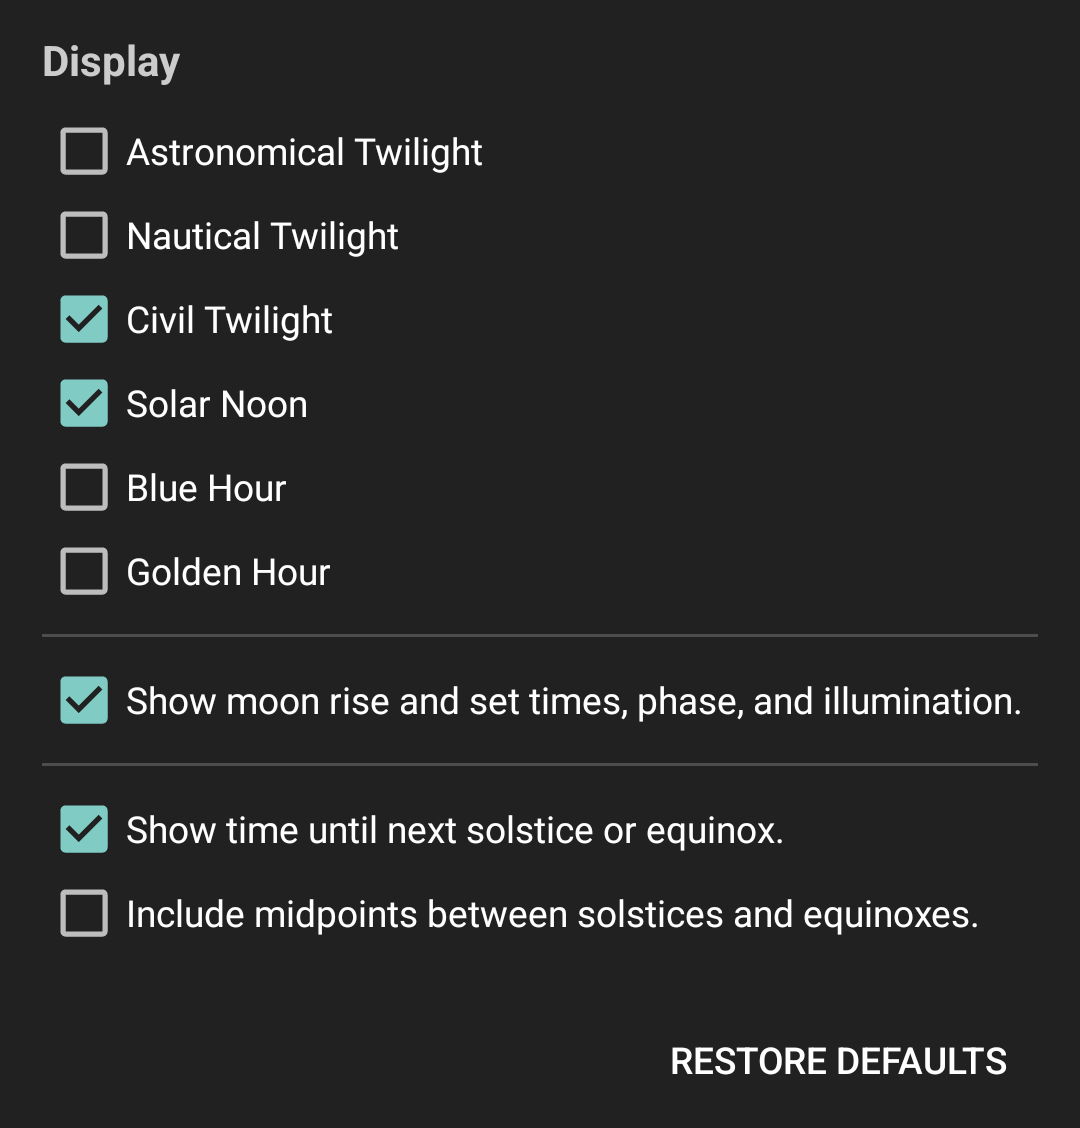 Display
Astronomical Twilight
Nautical Twilight
Civil Twilight
Solar Noon
Blue Hour
Golden Hour
Show moon rise and set times, phase, and illumination.
Show time until next solstice or equinox.
Include midpoints between solstices and equinoxes.
RESTORE DEFAULTS